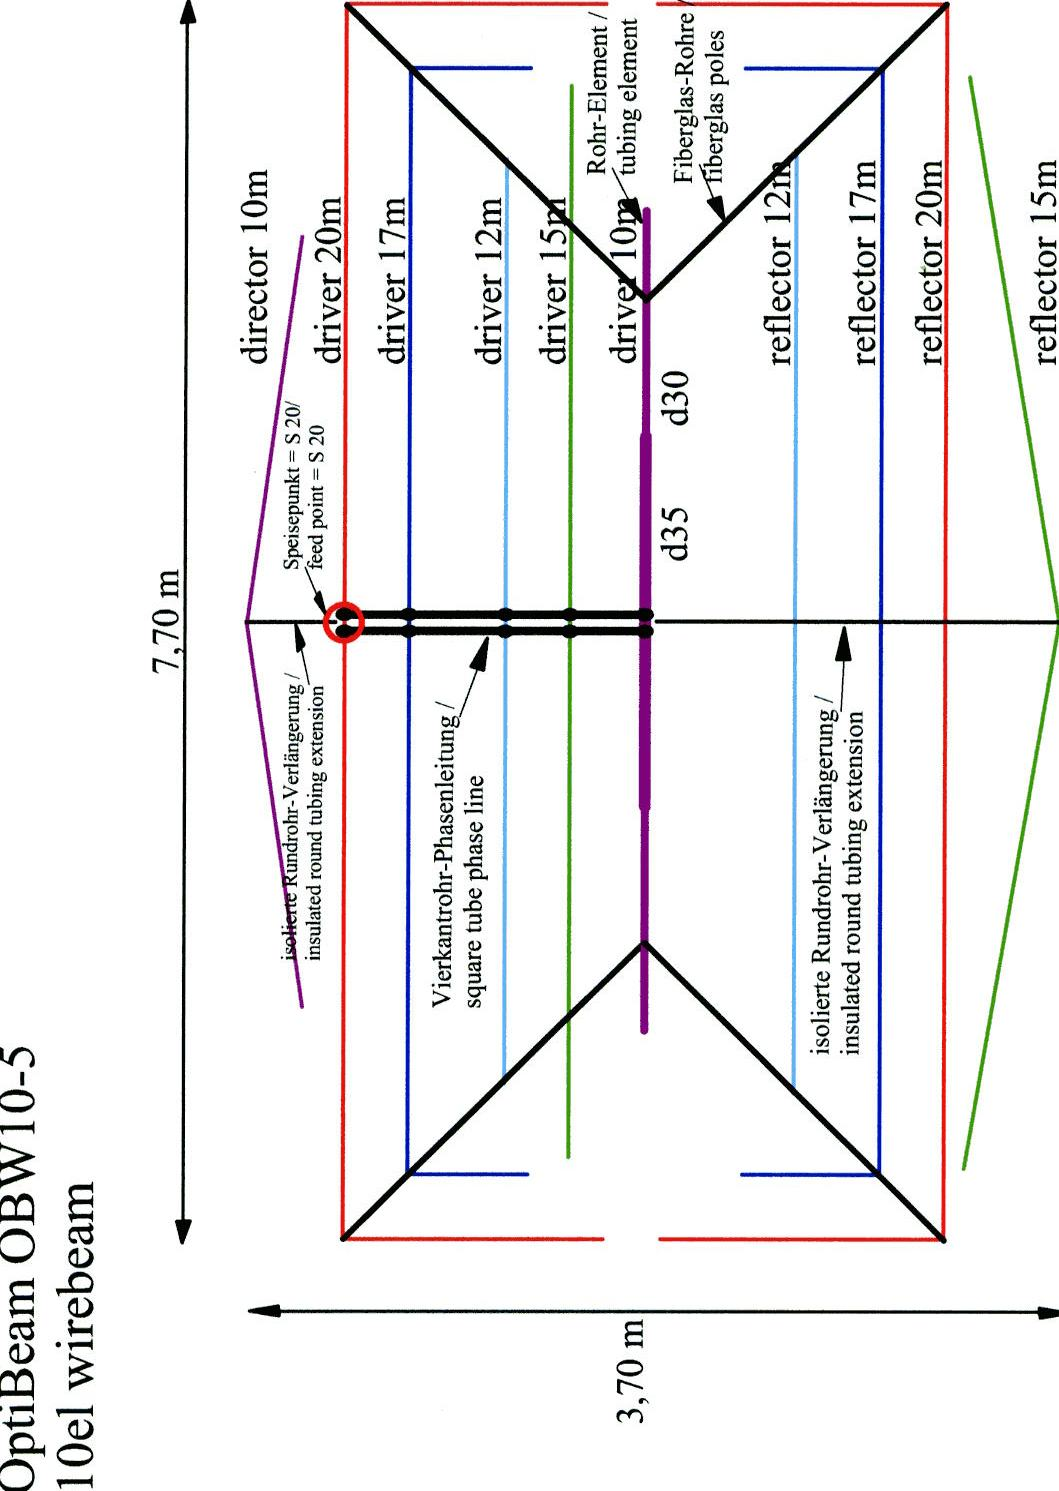 OptiBeam OBW10-5
10el wirebeam
7,70 m
3,70 m
director 10m
driver 20m
driver 17m
driver 12m
driver 15m
driver 10m
reflector 12m
reflector 17m
reflector 20m
reflector 15m
Speisepunkt = S 20/
feed point = S 20
isolierte Rundrohr-Verlängerung /
insulated round tubing extension
Vierkantrohr-Phasenleitung /
square tube phase line
Rohr-Element /
tubing element
Fiberglas-Rohre /
fiberglas poles
d30
d35
isolierte Rundrohr-Verlängerung /
insulated round tubing extension